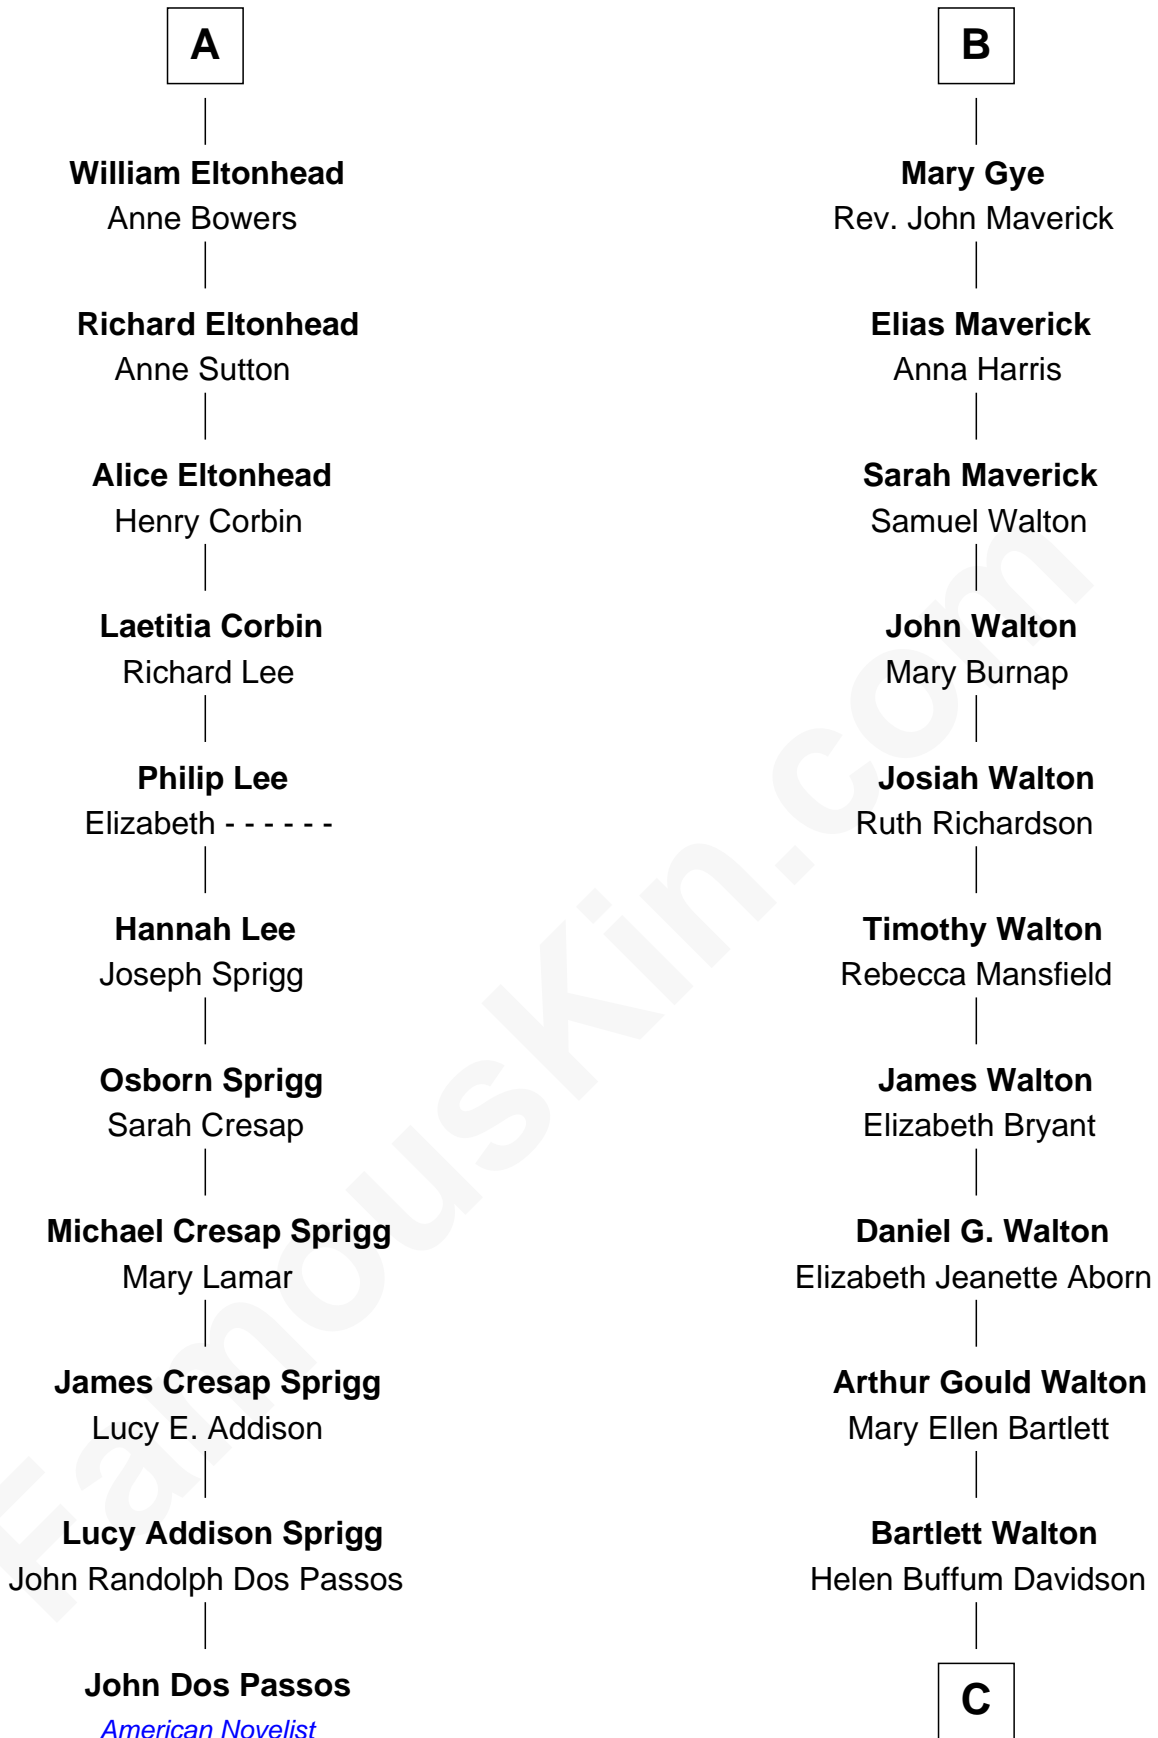 A
William Eltonhead
Anne Bowers
Richard Eltonhead
Anne Sutton
Alice Eltonhead
Henry Corbin
Laetitia Corbin
Richard Lee
Philip Lee
Elizabeth - - - - - -
Hannah Lee
Joseph Sprigg
Osborn Sprigg
Sarah Cresap
Michael Cresap Sprigg
Mary Lamar
James Cresap Sprigg
Lucy E. Addison
Lucy Addison Sprigg
John Randolph Dos Passos
John Dos Passos
American Novelist
B
Mary Gye
Rev. John Maverick
Elias Maverick
Anna Harris
Sarah Maverick
Samuel Walton
John Walton
Mary Burnap
Josiah Walton
Ruth Richardson
Timothy Walton
Rebecca Mansfield
James Walton
Elizabeth Bryant
Daniel G. Walton
Elizabeth Jeanette Aborn
Arthur Gould Walton
Mary Ellen Bartlett
Bartlett Walton
Helen Buffum Davidson
C
FamousKin.com